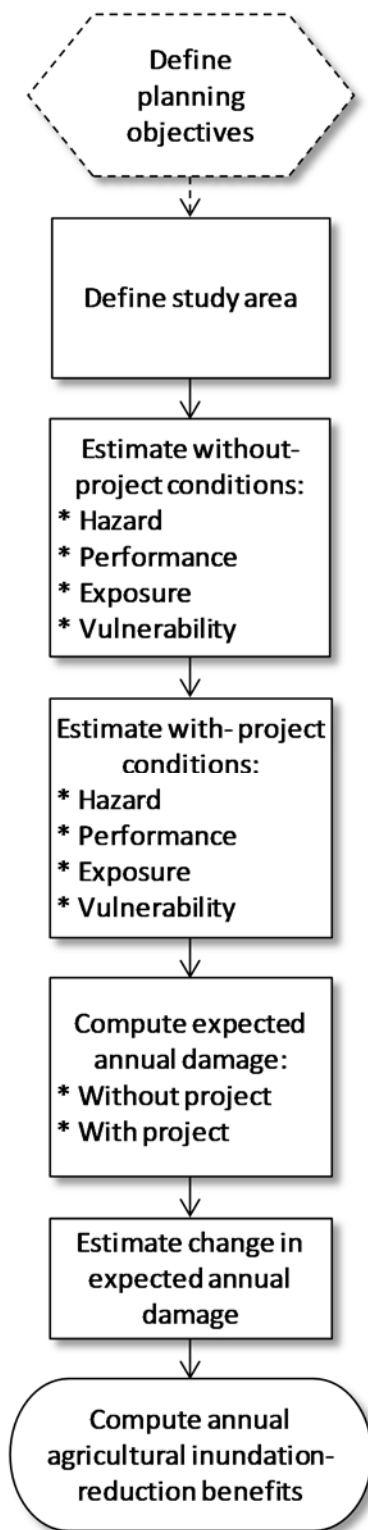 Define
planning
objectives
Define study area
Estimate without-
project conditions:
* Hazard
* Performance
* Exposure
* Vulnerability
Estimate with- project
conditions:
* Hazard
* Performance
* Exposure
* Vulnerability
Compute expected
annual damage:
* Without project
* With project
Estimate change in
expected annual
damage
Compute annual
agricultural inundation-
reduction benefits